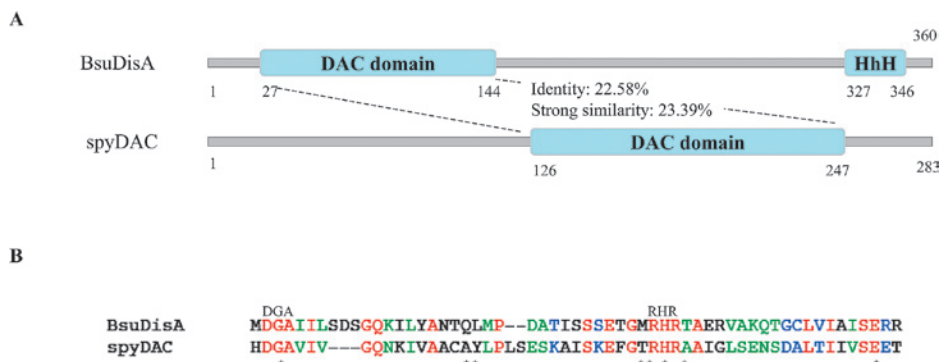 A
360
BsuDisA DAC domain HhH
1 27 144 Identity: 22.58% 327 346
Strong similarity: 23.39%
spyDAC DAC domain
1 126 247 283
B
DGA RHR
BsuDisA MDGAIILSDSGQKILYANTQLMP--DATISSSETGMRHRTAERVAKQTGCLVIAISERR
spyDAC HDGAVIV---GQNKIVAACAYLPLSESKAISKEFGTRHRAAIGLSENSDALTIIVSEET